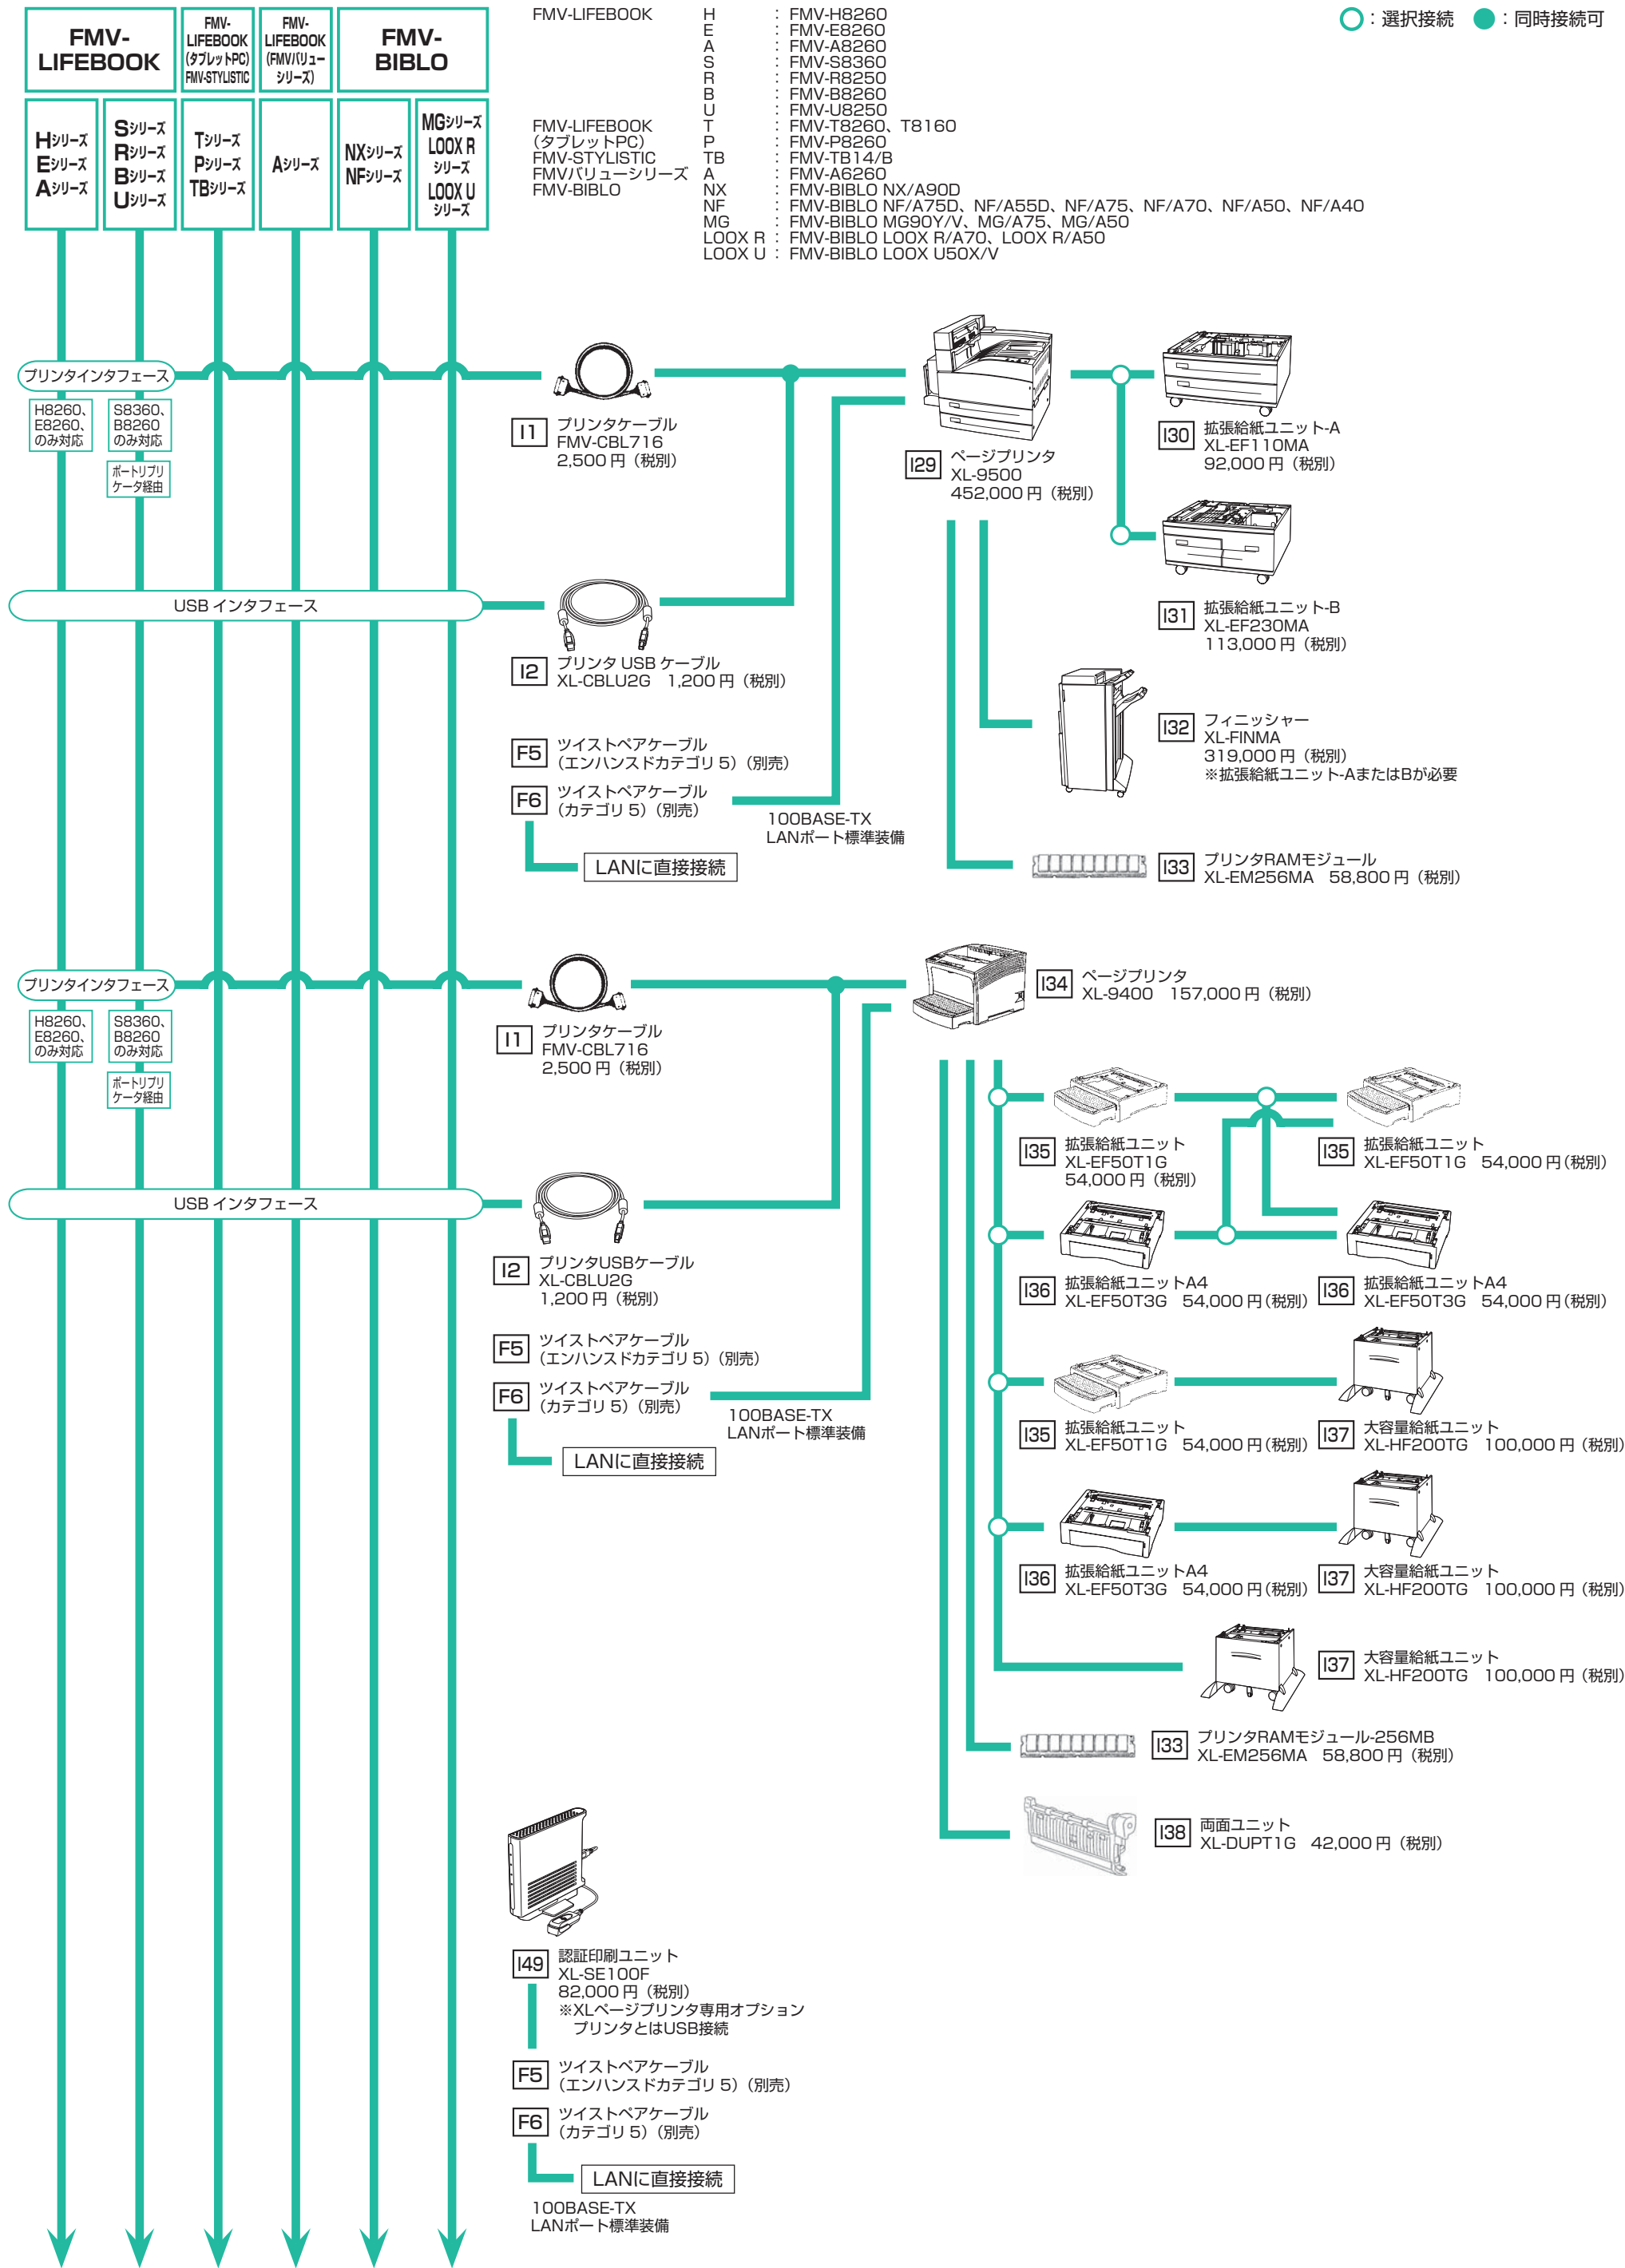 FMV-
LIFEBOOK
FMV-
LIFEBOOK
(タブレットPC)
FMV-STYLISTIC
FMV-
LIFEBOOK
(FMVバリュー
シリーズ)
FMV-
BIBLO
Hシリーズ
Eシリーズ
Aシリーズ
Sシリーズ
Rシリーズ
Bシリーズ
Uシリーズ
Tシリーズ
Pシリーズ
TBシリーズ
Aシリーズ
NXシリーズ
NFシリーズ
MGシリーズ
LOOX R
シリーズ
LOOX U
シリーズ
FMV-LIFEBOOK H : FMV-H8260
E : FMV-E8260
A : FMV-A8260
S : FMV-S8360
R : FMV-R8250
B : FMV-B8260
U : FMV-U8250
FMV-LIFEBOOK T : FMV-T8260、T8160
(タブレットPC) P : FMV-P8260
FMV-STYLISTIC TB : FMV-TB14/B
FMVバリューシリーズ A : FMV-A6260
FMV-BIBLO NX : FMV-BIBLO NX/A90D
NF : FMV-BIBLO NF/A75D、NF/A55D、NF/A75、NF/A70、NF/A50、NF/A40
MG : FMV-BIBLO MG90Y/V、MG/A75、MG/A50
LOOX R : FMV-BIBLO LOOX R/A70、LOOX R/A50
LOOX U : FMV-BIBLO LOOX U50X/V
○:選択接続 ●:同時接続可
プリンタインタフェース
H8260、
E8260、
のみ対応
S8360、
B8260
のみ対応
ポートリプリ
ケータ経由
I1 プリンタケーブル
FMV-CBL716
2,500円(税別)
I29 ページプリンタ
XL-9500
452,000円(税別)
I30 拡張給紙ユニット-A
XL-EF110MA
92,000円(税別)
I31 拡張給紙ユニット-B
XL-EF230MA
113,000円(税別)
USB インタフェース
I2 プリンタ USB ケーブル
XL-CBLU2G 1,200円(税別)
I32 フィニッシャー
XL-FINMA
319,000円(税別)
※拡張給紙ユニット-AまたはBが必要
F5 ツイストペアケーブル
(エンハンスドカテゴリ 5)(別売)
F6 ツイストペアケーブル
(カテゴリ 5)(別売)
100BASE-TX
LANポート標準装備
LANに直接接続
I33 プリンタRAMモジュール
XL-EM256MA 58,800円(税別)
プリンタインタフェース
H8260、
E8260、
のみ対応
S8360、
B8260
のみ対応
ポートリプリ
ケータ経由
I1 プリンタケーブル
FMV-CBL716
2,500円(税別)
I34 ページプリンタ
XL-9400 157,000円(税別)
I35 拡張給紙ユニット
XL-EF50T1G
54,000円(税別)
I35 拡張給紙ユニット
XL-EF50T1G 54,000円(税別)
USB インタフェース
I2 プリンタUSBケーブル
XL-CBLU2G
1,200円(税別)
I36 拡張給紙ユニットA4
XL-EF50T3G 54,000円(税別)
I36 拡張給紙ユニットA4
XL-EF50T3G 54,000円(税別)
F5 ツイストペアケーブル
(エンハンスドカテゴリ 5)(別売)
F6 ツイストペアケーブル
(カテゴリ 5)(別売)
100BASE-TX
LANポート標準装備
LANに直接接続
I35 拡張給紙ユニット
XL-EF50T1G 54,000円(税別)
I37 大容量給紙ユニット
XL-HF200TG 100,000円(税別)
I36 拡張給紙ユニットA4
XL-EF50T3G 54,000円(税別)
I37 大容量給紙ユニット
XL-HF200TG 100,000円(税別)
I37 大容量給紙ユニット
XL-HF200TG 100,000円(税別)
I33 プリンタRAMモジュール-256MB
XL-EM256MA 58,800円(税別)
I38 両面ユニット
XL-DUPT1G 42,000円(税別)
I49 認証印刷ユニット
XL-SE100F
82,000円(税別)
※XLページプリンタ専用オプション
プリンタとはUSB接続
F5 ツイストペアケーブル
(エンハンスドカテゴリ 5)(別売)
F6 ツイストペアケーブル
(カテゴリ 5)(別売)
LANに直接接続
100BASE-TX
LANポート標準装備